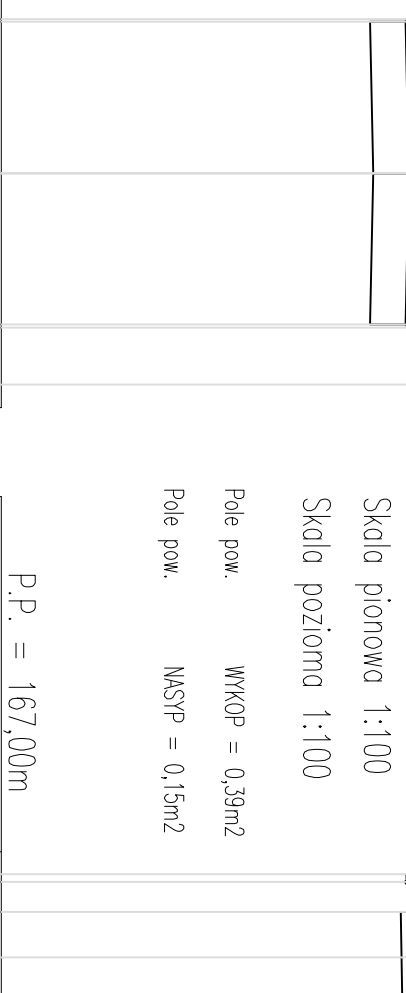 Skala pionowa 1:100
Skala pozioma 1:100
Pole pow. WYKOP = 0,39m2
Pole pow. NASYP = 0,15m2
P.P. = 167,00m